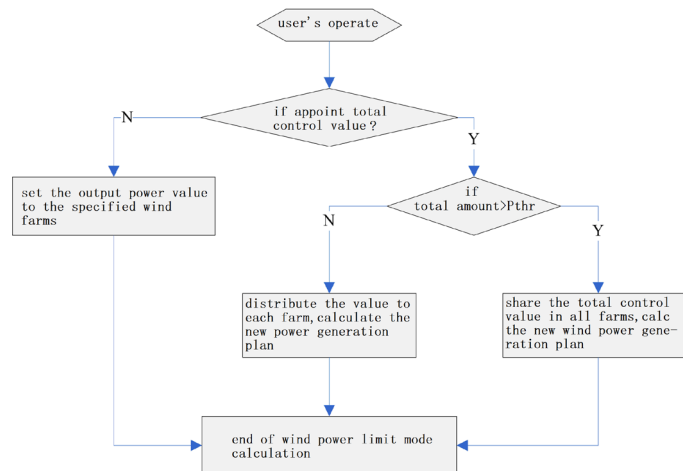 user's operate
if appoint total
control value?
N
Y
set the output power value
to the specified wind
farms
if
total amount>Pthr
N
Y
distribute the value to
each farm,calculate the
new power generation
plan
share the total control
value in all farms,calc
the new wind power gene-
ration plan
end of wind power limit mode
calculation